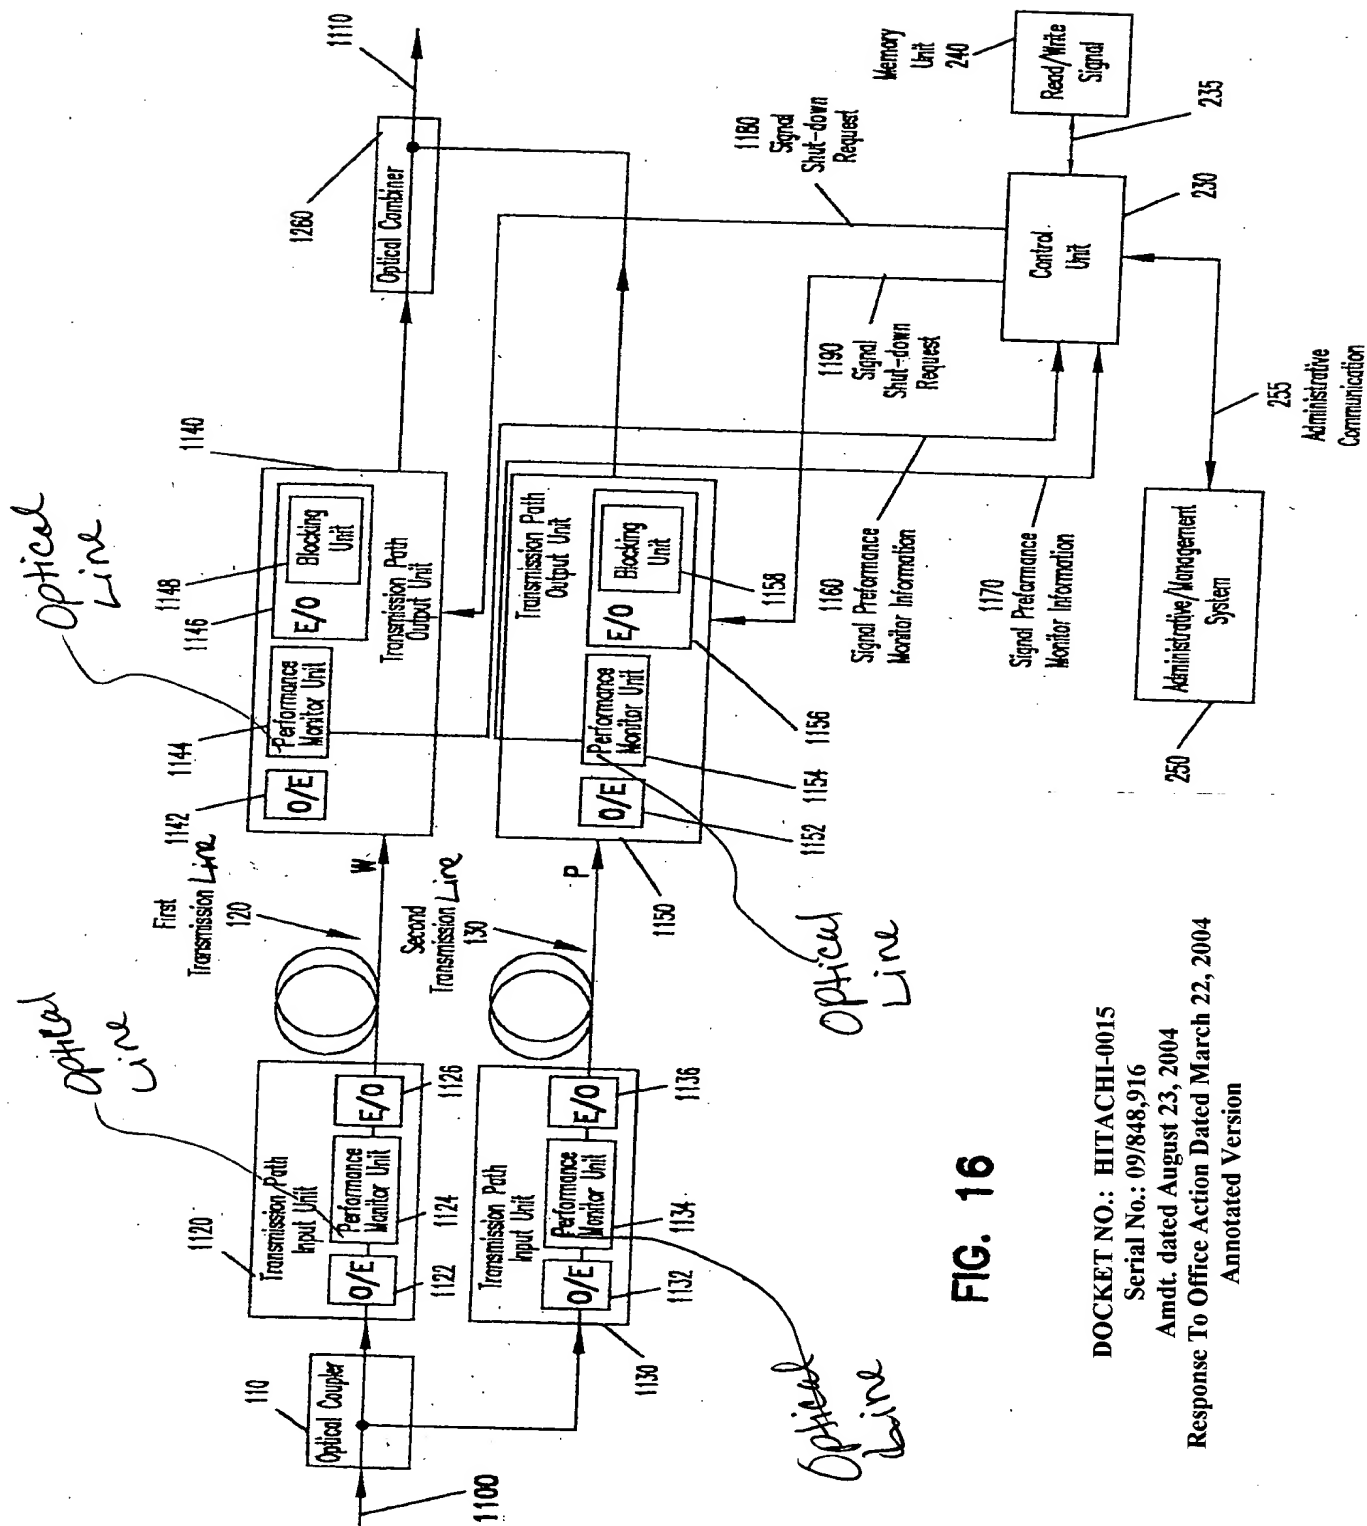 1100
110
Optical Coupler
1120
Transmission Path
Input Unit
O/E
1122
Performance
Monitor Unit
1124
E/O
1126
Optical
Line
1130
Transmission Path
Input Unit
O/E
1132
Performance
Monitor Unit
1134
E/O
1136
Optical
Line
First
Transmission Line
120
W
Second
Transmission Line
130
P
1140
1142
O/E
1144
Performance
Monitor Unit
1146
E/O
1148
Blocking
Unit
Transmission Path
Output Unit
Optical
Line
1150
O/E
1152
Performance
Monitor Unit
1154
E/O
1156
Blocking
Unit
1158
Transmission Path
Output Unit
Optical
Line
1260
Optical Combiner
1110
1160
Signal Preformance
Monitor Information
1170
Signal Preformance
Monitor Information
1180
Signal
Shut-down
Request
1190
Signal
Shut-down
Request
Control
Unit
230
235
Memory
Unit
240
Read/Write
Signal
250
Administrative/Management
System
255
Administrative
Communication
FIG. 16
DOCKET NO.: HITACHI-0015
Serial No.: 09/848,916
Amdt. dated August 23, 2004
Response To Office Action Dated March 22, 2004
Annotated Version